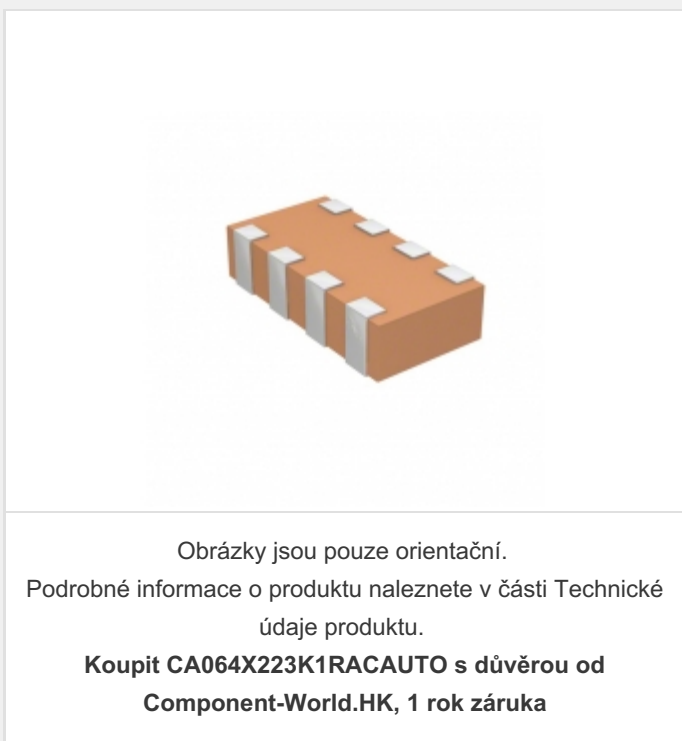 Obrázky jsou pouze orientační.
Podrobné informace o produktu naleznete v části Technické
údaje produktu.
Koupit CA064X223K1RACAUTO s důvěrou od
Component-World.HK, 1 rok záruka